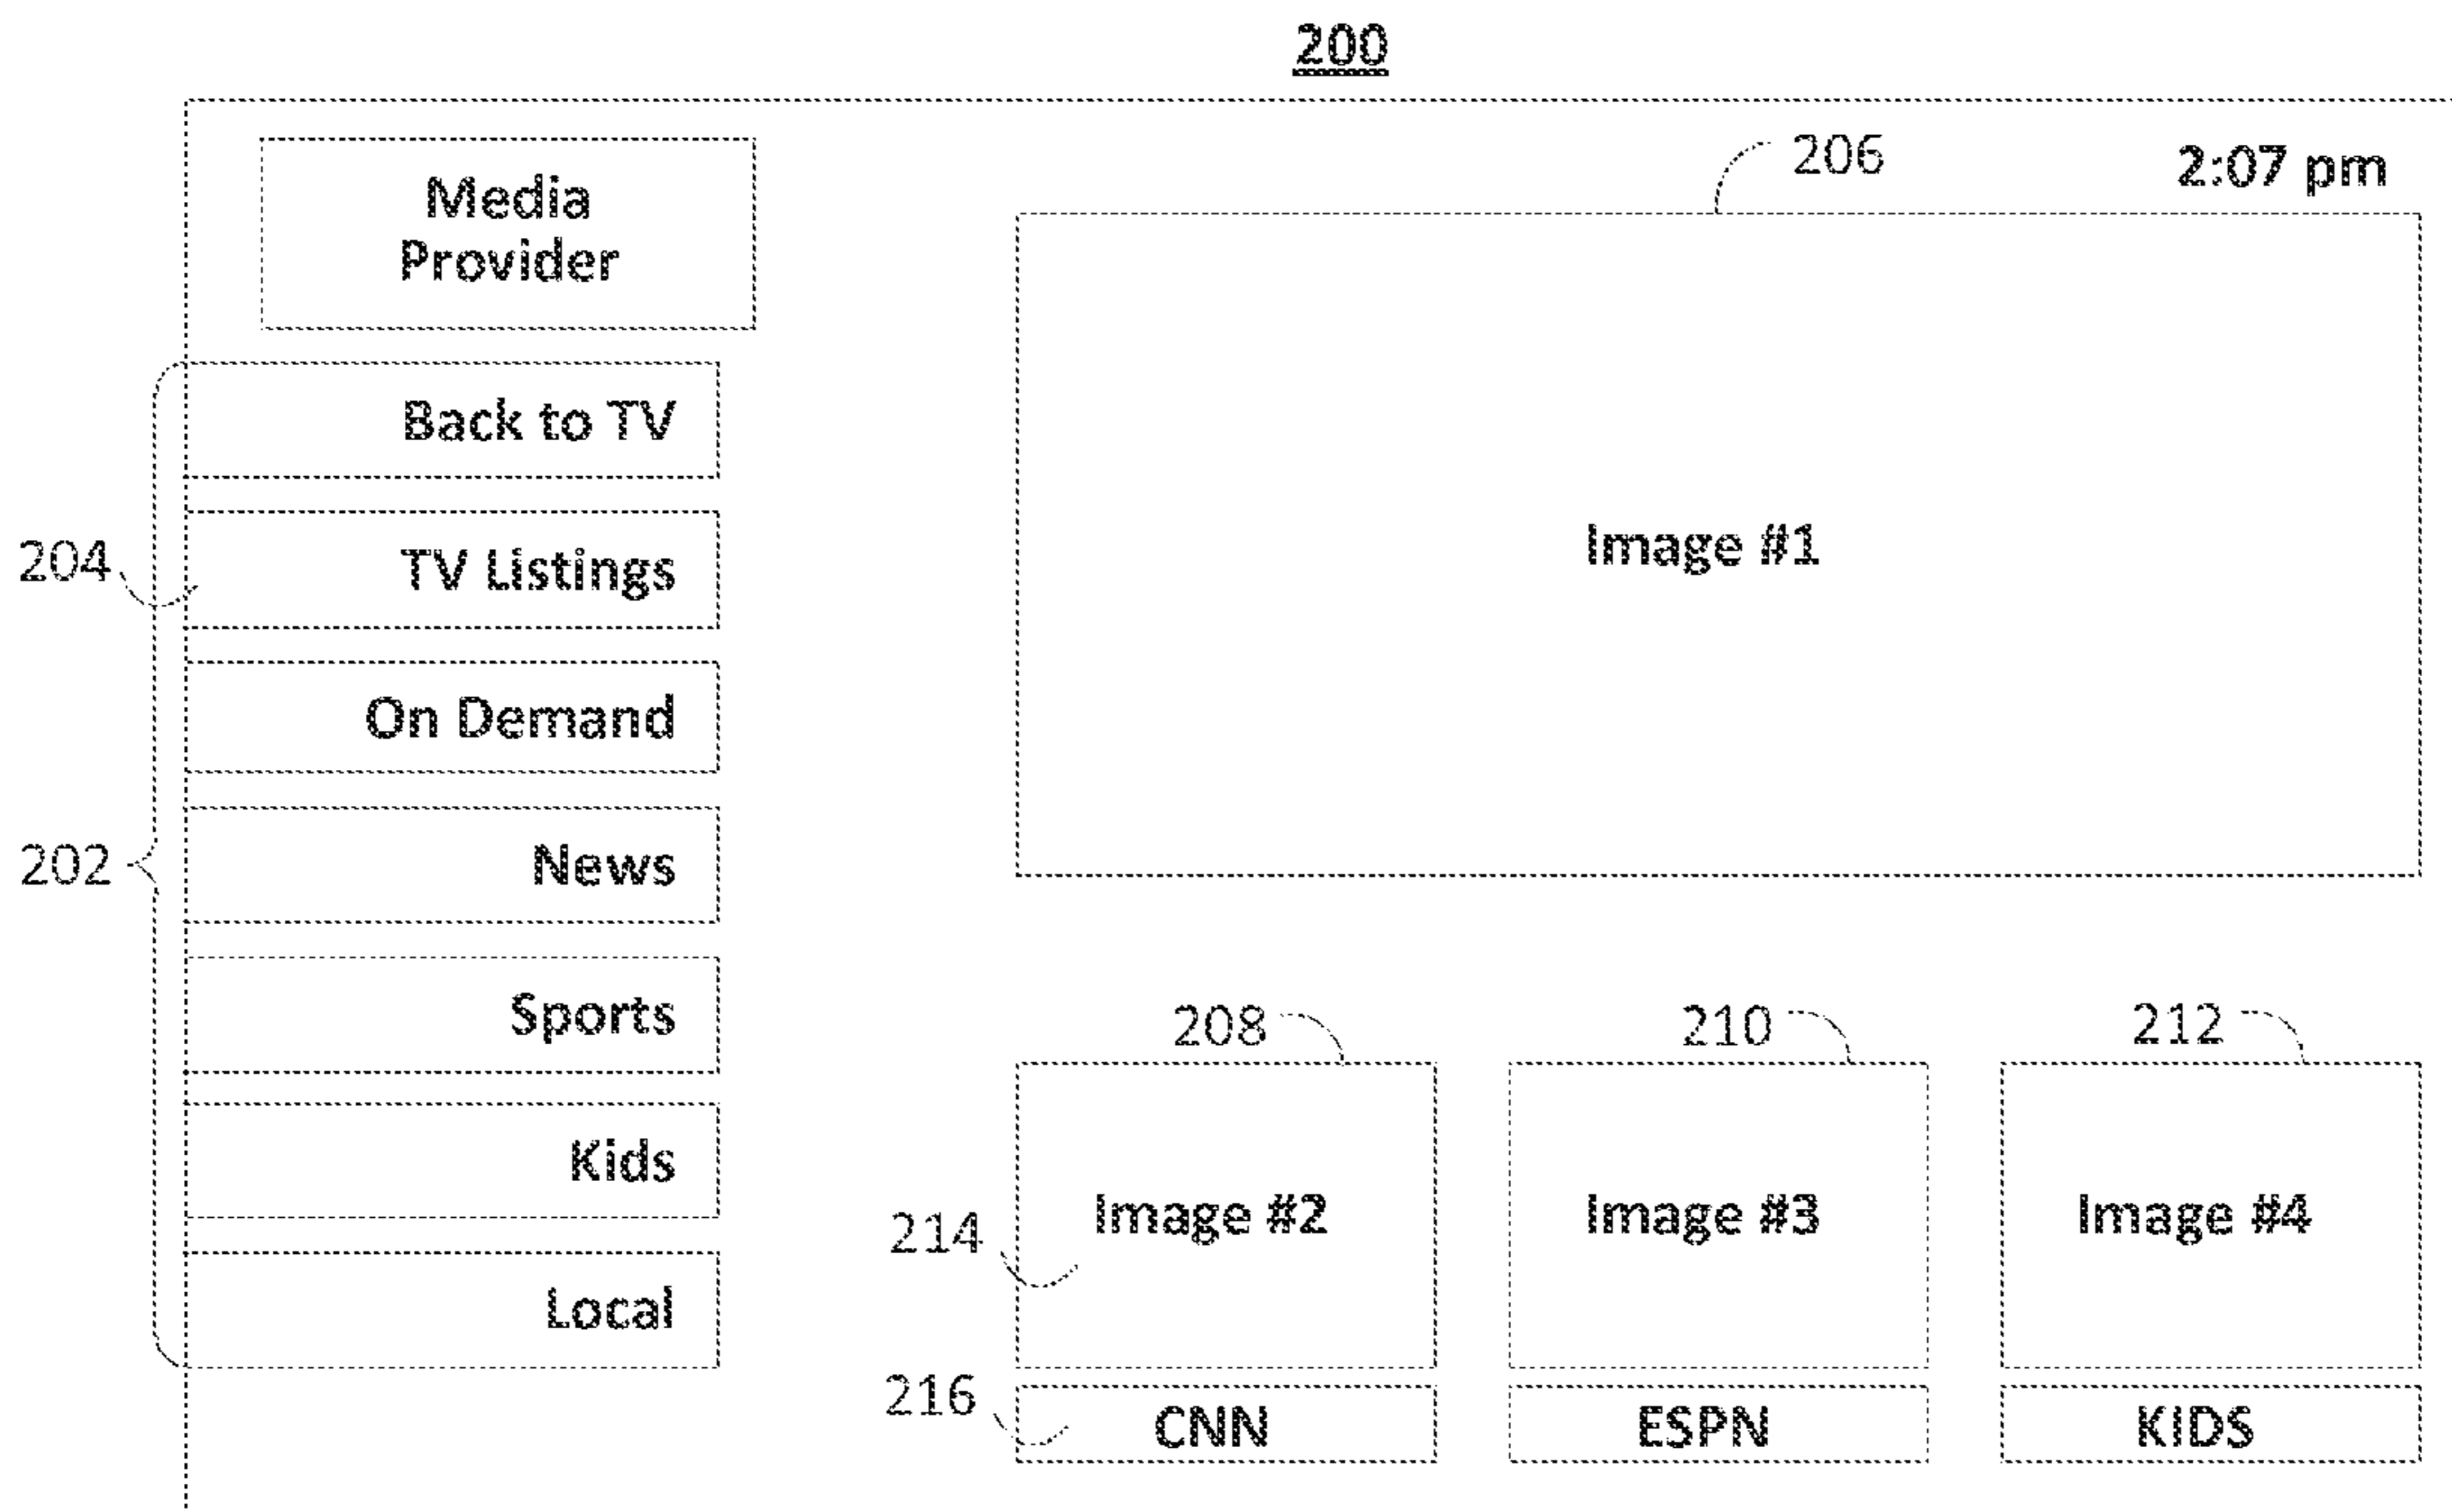 200
206
2:07 pm
Media
Provider
Back to TV
204
TV Listings
Image #1
On Demand
202
News
Sports
208
210
212
Kids
Image #2
Image #3
Image #4
214
Local
216
CNN
ESPN
KIDS